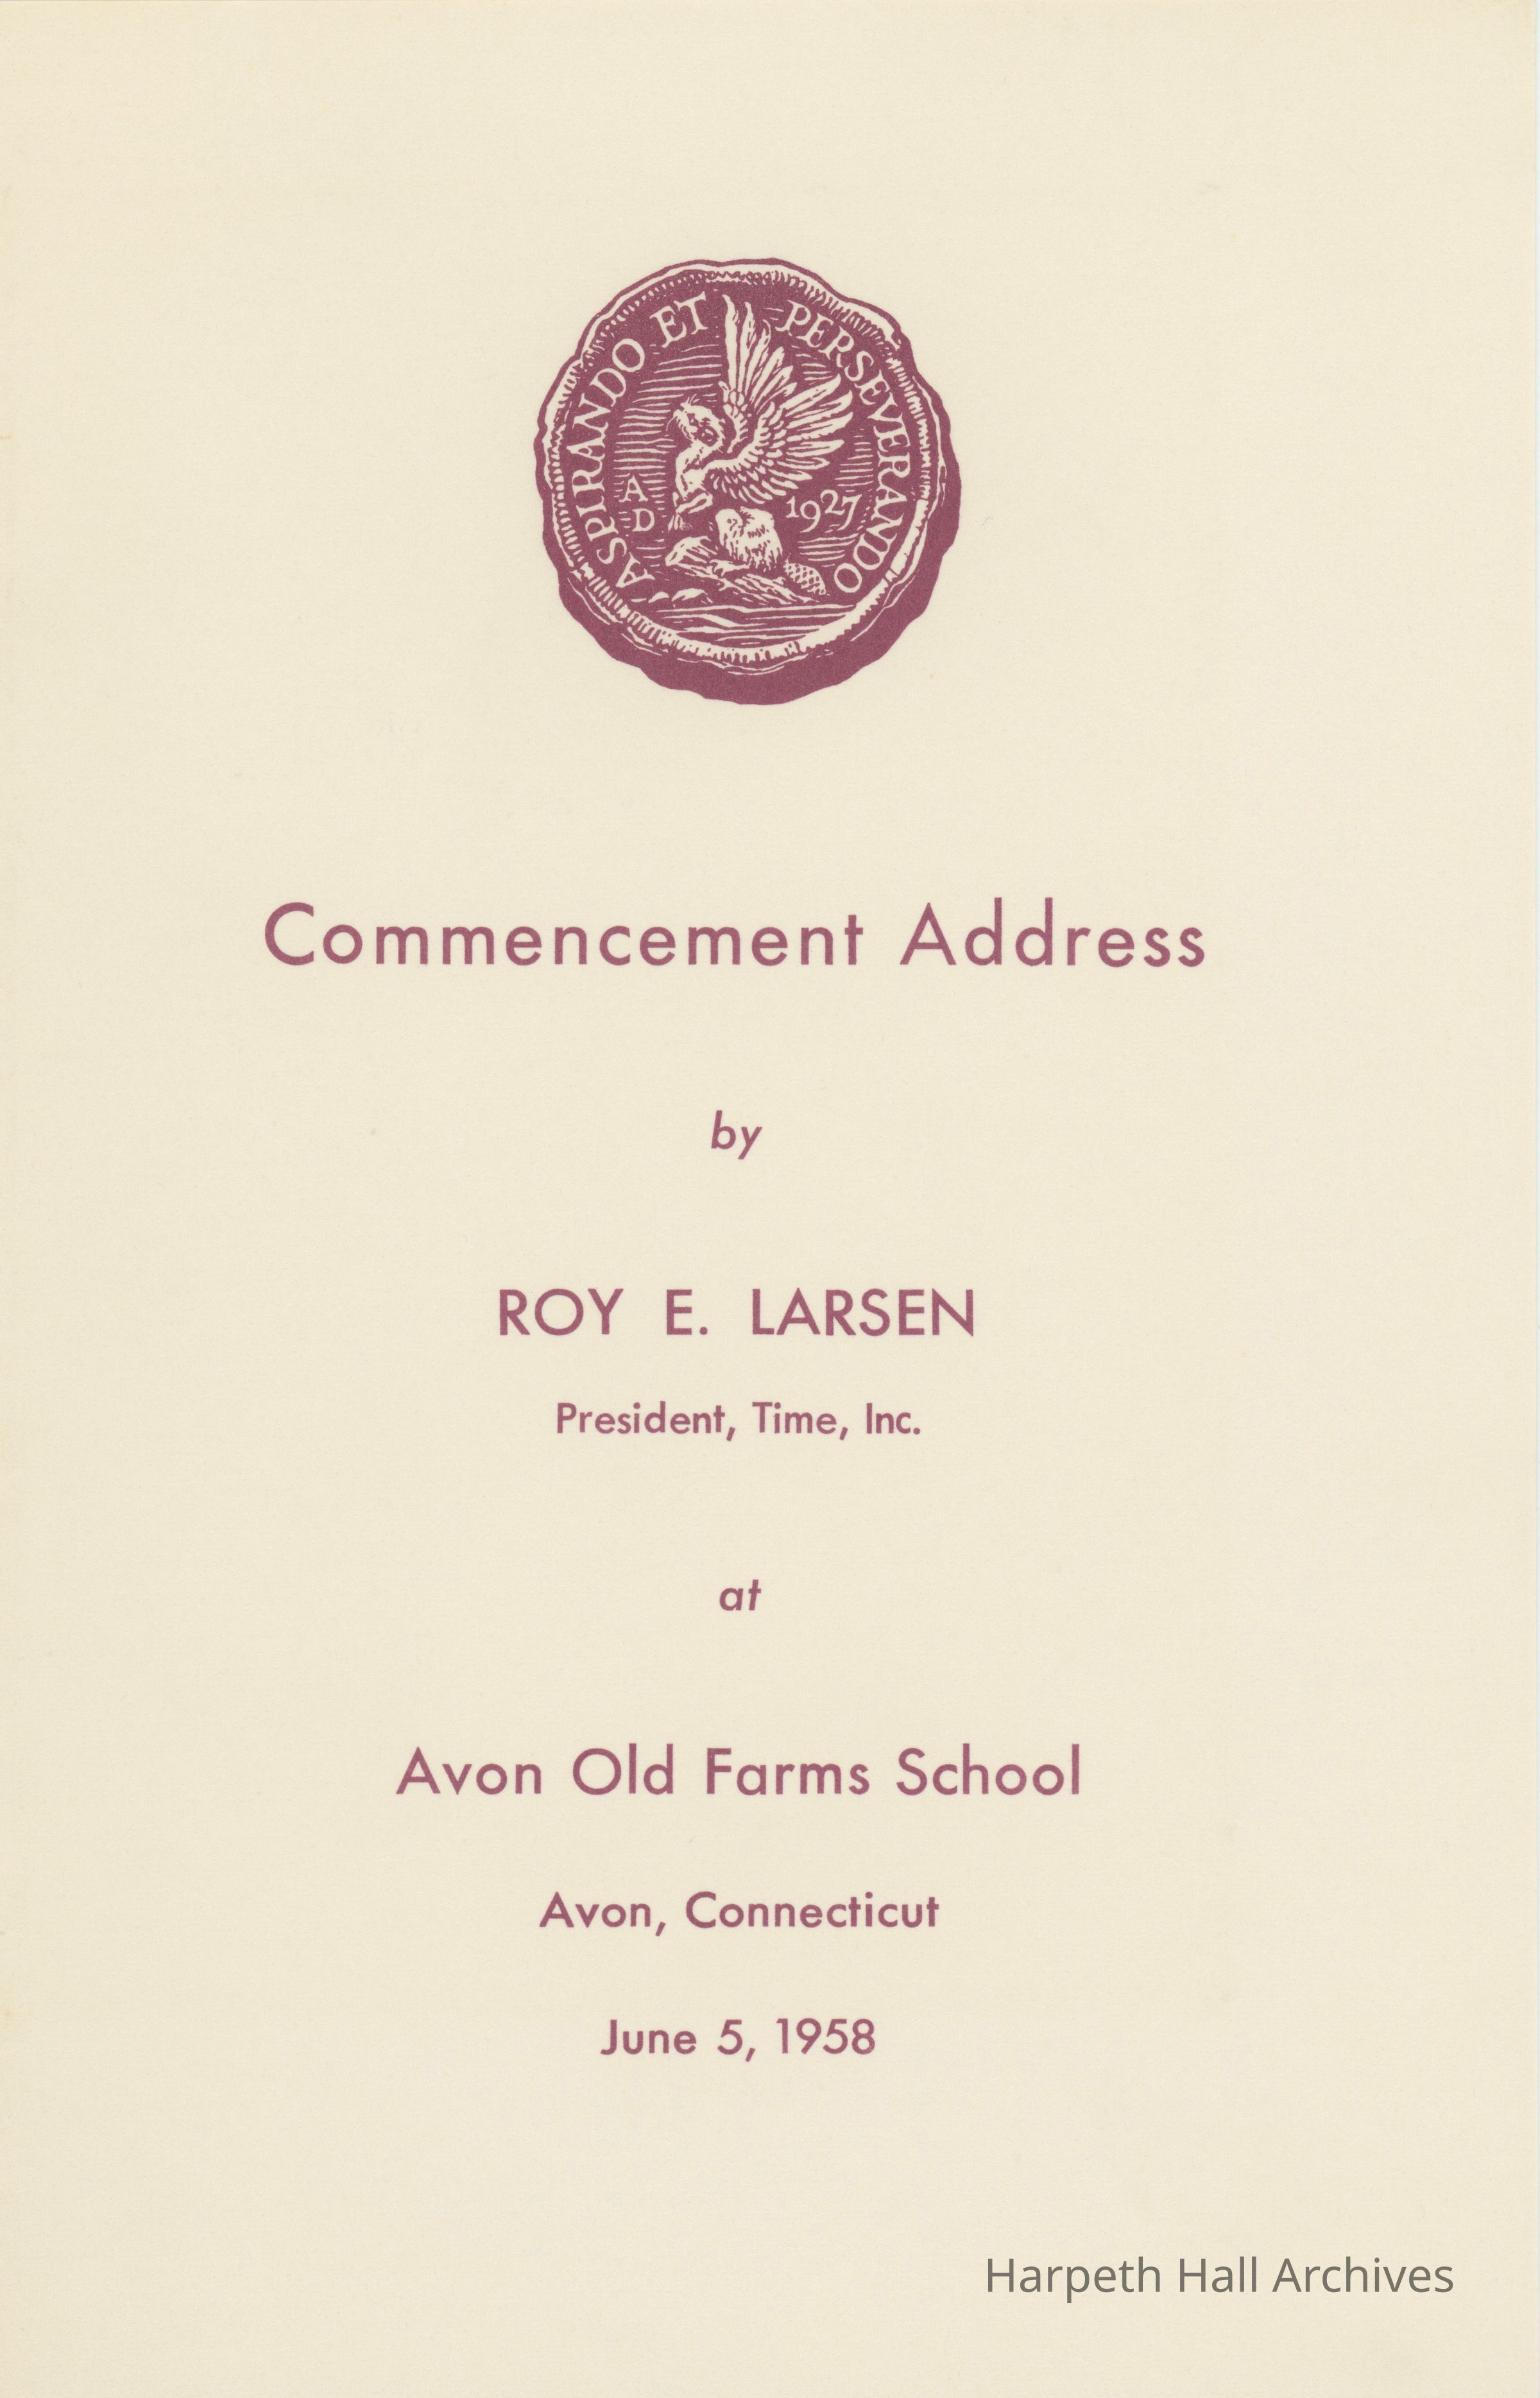 ASPIRANDO ET PERSEVERANDO
A
D
1927
Commencement Address
by
ROY E. LARSEN
President, Time, Inc.
at
Avon Old Farms School
Avon, Connecticut
June 5, 1958
Harpeth Hall Archives